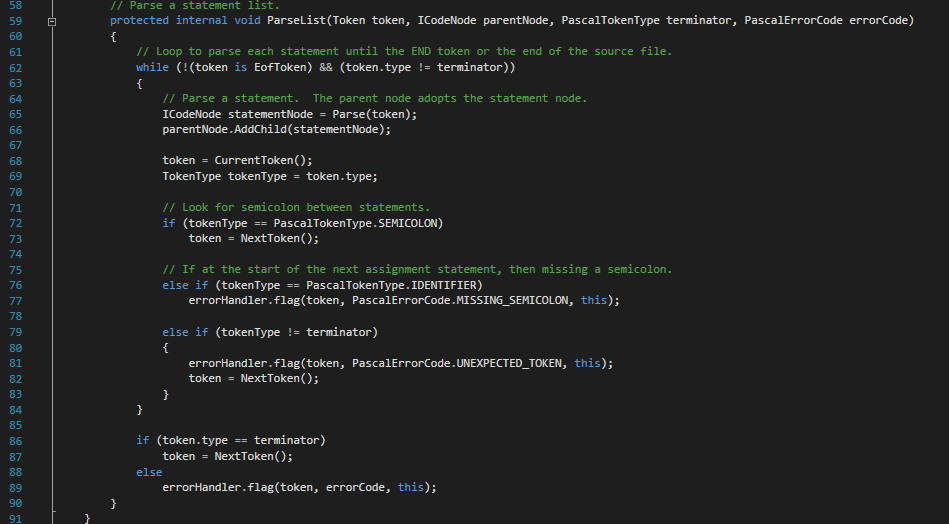 58 // Parse a statement list.
59 protected internal void ParseList(Token token, ICodeNode parentNode, PascalTokenType terminator, PascalErrorCode errorCode)
60 {
61 // Loop to parse each statement until the END token or the end of the source file.
62 while (!(token is EofToken) && (token.type != terminator))
63 {
64 // Parse a statement.  The parent node adopts the statement node.
65 ICodeNode statementNode = Parse(token);
66 parentNode.AddChild(statementNode);
67
68 token = CurrentToken();
69 TokenType tokenType = token.type;
70
71 // Look for semicolon between statements.
72 if (tokenType == PascalTokenType.SEMICOLON)
73 token = NextToken();
74
75 // If at the start of the next assignment statement, then missing a semicolon.
76 else if (tokenType == PascalTokenType.IDENTIFIER)
77 errorHandler.flag(token, PascalErrorCode.MISSING_SEMICOLON, this);
78
79 else if (tokenType != terminator)
80 {
81 errorHandler.flag(token, PascalErrorCode.UNEXPECTED_TOKEN, this);
82 token = NextToken();
83 }
84 }
85
86 if (token.type == terminator)
87 token = NextToken();
88 else
89 errorHandler.flag(token, errorCode, this);
90 }
91 }